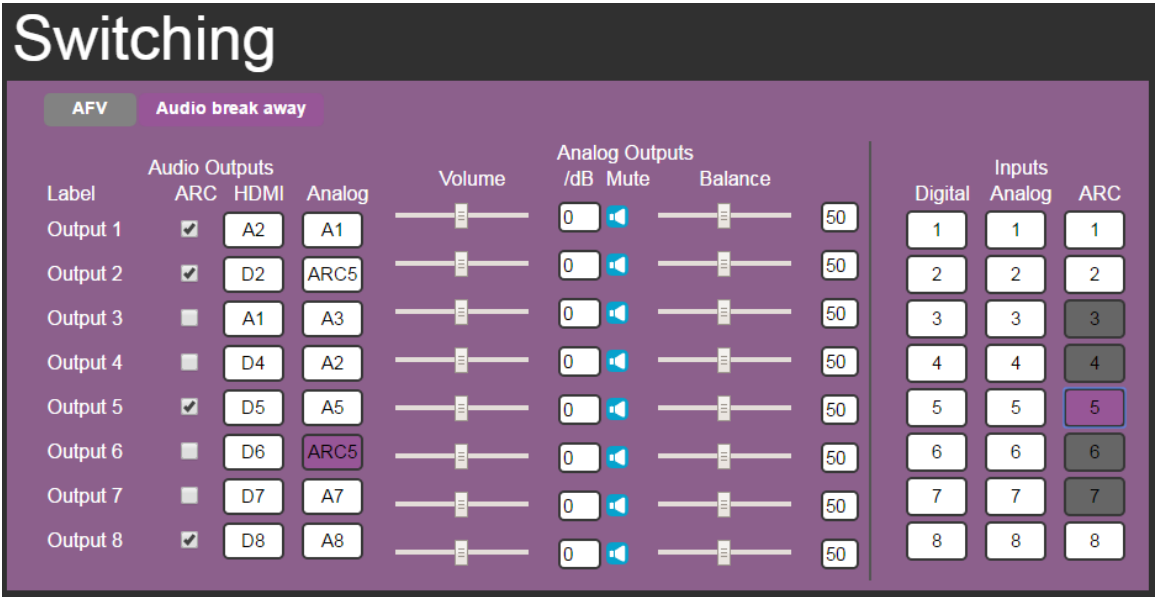 Switching
AFV Audio break away
Audio Outputs Analog Outputs Inputs
Label ARC HDMI Analog Volume /dB Mute Balance Digital Analog ARC
Output 1 A2 A1 0 50 1 1 1
Output 2 D2 ARC5 0 50 2 2 2
Output 3 A1 A3 0 50 3 3 3
Output 4 D4 A2 0 50 4 4 4
Output 5 D5 A5 0 50 5 5 5
Output 6 D6 ARC5 0 50 6 6 6
Output 7 D7 A7 0 50 7 7 7
Output 8 D8 A8 0 50 8 8 8